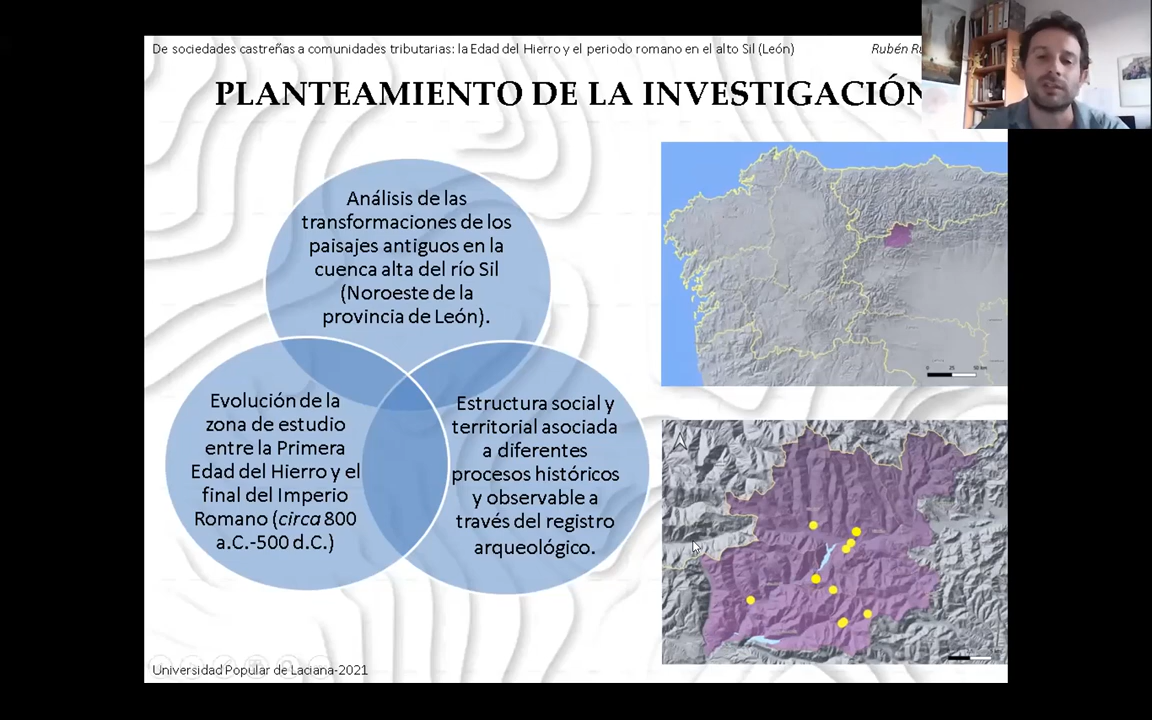 De sociedades castreñas a comunidades tributarias: la Edad del Hierro y el periodo romano en el alto Sil (León)
Rubén
PLANTEAMIENTO DE LA INVESTIGACIÓN
Análisis de las
transformaciones de los
paisajes antiguos en la
cuenca alta del río Sil
(Noroeste de la
provincia de León).
Evolución de la
zona de estudio
entre la Primera
Edad del Hierro y el
final del Imperio
Romano (circa 800
a.C.-500 d.C.)
Estructura social y
territorial asociada
a diferentes
procesos históricos
y observable a
través del registro
arqueológico.
0 25 50 km
Universidad Popular de Laciana-2021